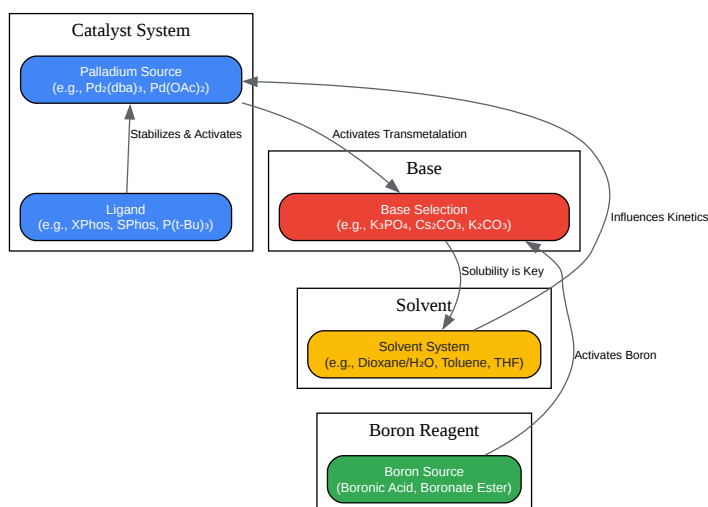 Catalyst System
Palladium Source
(e.g., Pd₂(dba)₃, Pd(OAc)₂)
Stabilizes & Activates
Activates Transmetalation
Ligand
(e.g., XPhos, SPhos, P(t-Bu)₃)
Base
Base Selection
(e.g., K₃PO₄, Cs₂CO₃, K₂CO₃)
Influences Kinetics
Solubility is Key
Solvent
Solvent System
(e.g., Dioxane/H₂O, Toluene, THF)
Activates Boron
Boron Reagent
Boron Source
(Boronic Acid, Boronate Ester)